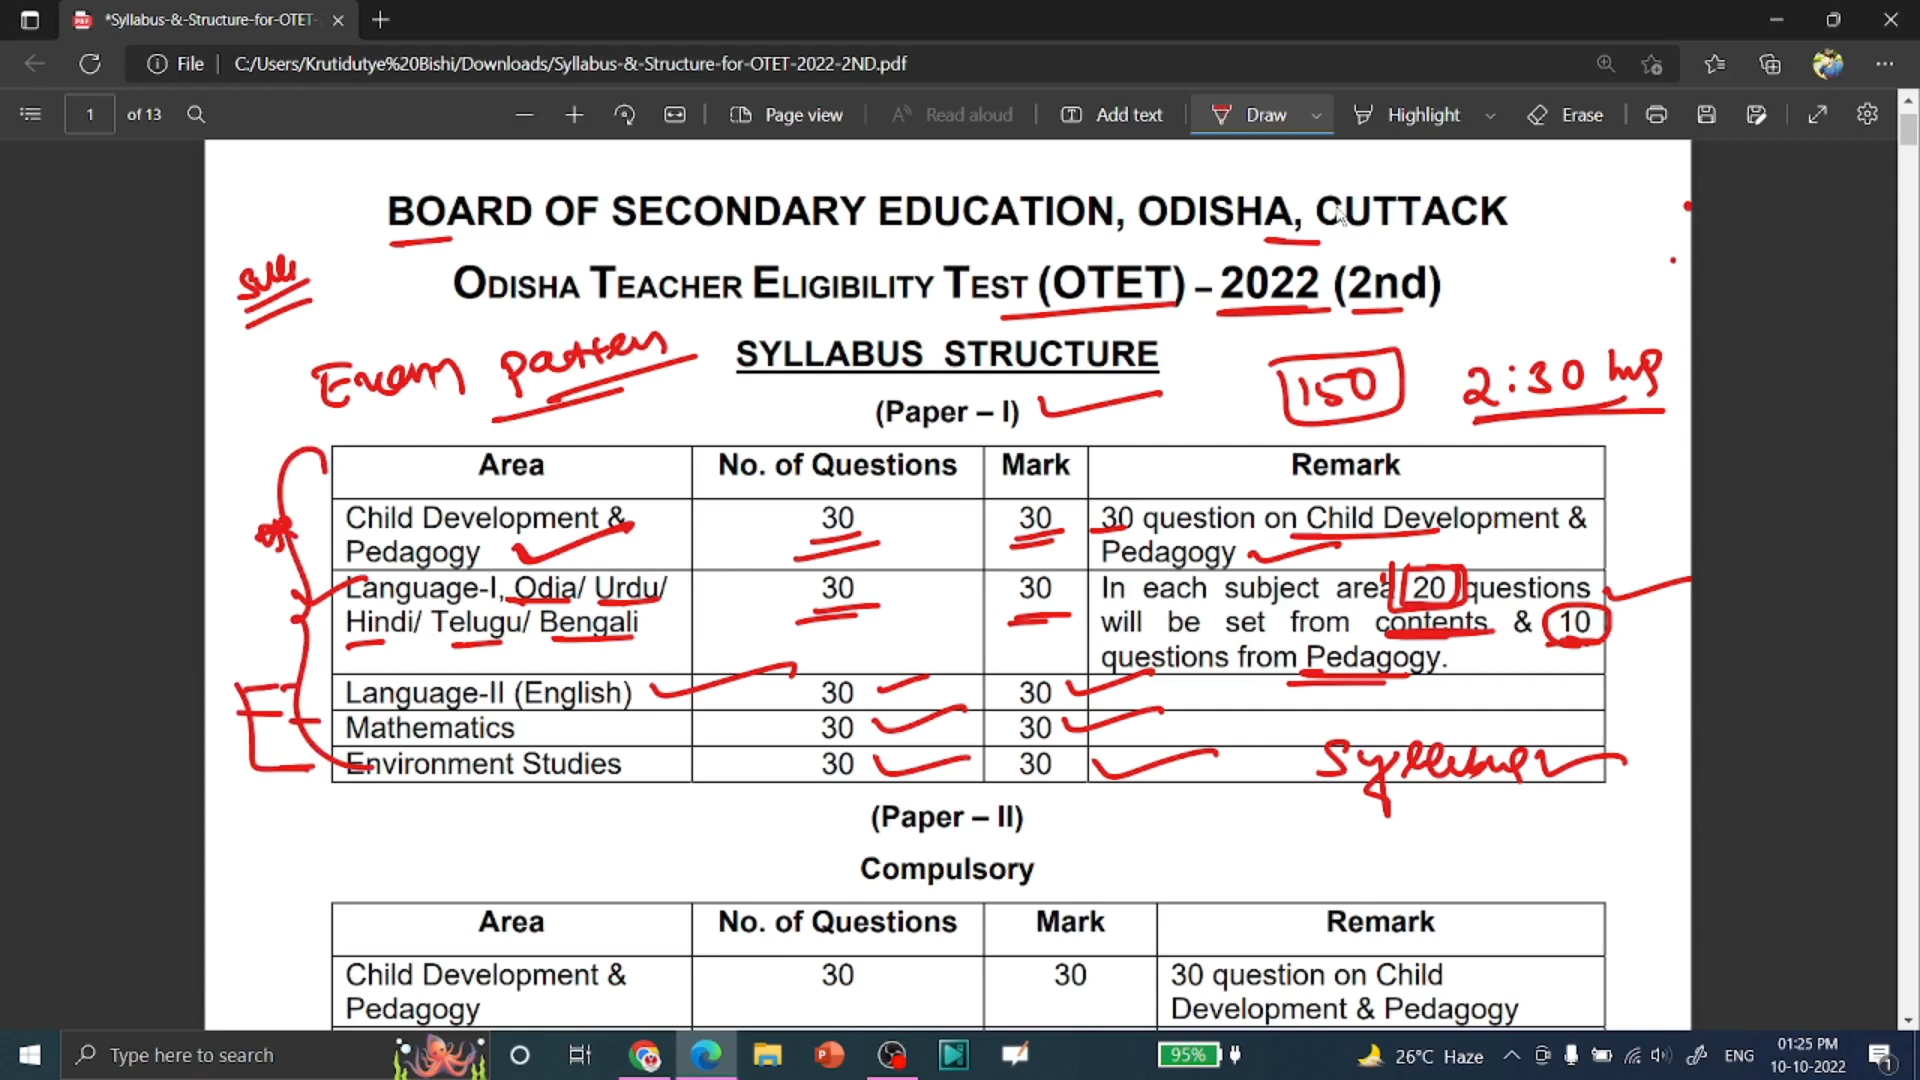 *Syllabus-&-Structure-for-OTET-
File
C:/Users/Krutidutye%20Bishi/Downloads/Syllabus-&-Structure-for-OTET-2022-2ND.pdf
1 of 13
Page view
Read aloud
Add text
Draw
Highlight
Erase
BOARD OF SECONDARY EDUCATION, ODISHA, CUTTACK
ODISHA TEACHER ELIGIBILITY TEST (OTET) – 2022 (2nd)
Exam pattern
SYLLABUS STRUCTURE
150
2:30 hrs
(Paper – I)
Area No. of Questions Mark Remark
Child Development & Pedagogy 30 30 30 question on Child Development & Pedagogy
Language-I, Odia/ Urdu/ Hindi/ Telugu/ Bengali 30 30 In each subject area 20 questions will be set from contents & 10 questions from Pedagogy.
Language-II (English) 30 30
Mathematics 30 30
Environment Studies 30 30
Syllabus
(Paper – II)
Compulsory
Area No. of Questions Mark Remark
Child Development & Pedagogy 30 30 30 question on Child Development & Pedagogy
Type here to search
95%
26°C Haze
ENG
01:25 PM
10-10-2022
1